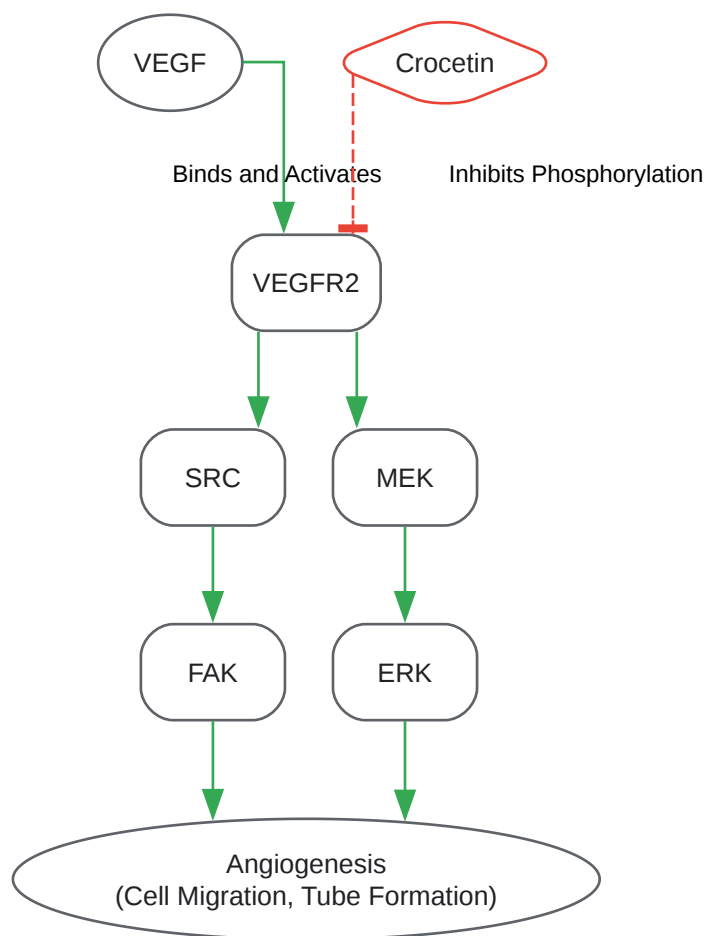 VEGF
Crocetin
Binds and Activates
Inhibits Phosphorylation
VEGFR2
SRC
MEK
FAK
ERK
Angiogenesis
(Cell Migration, Tube Formation)